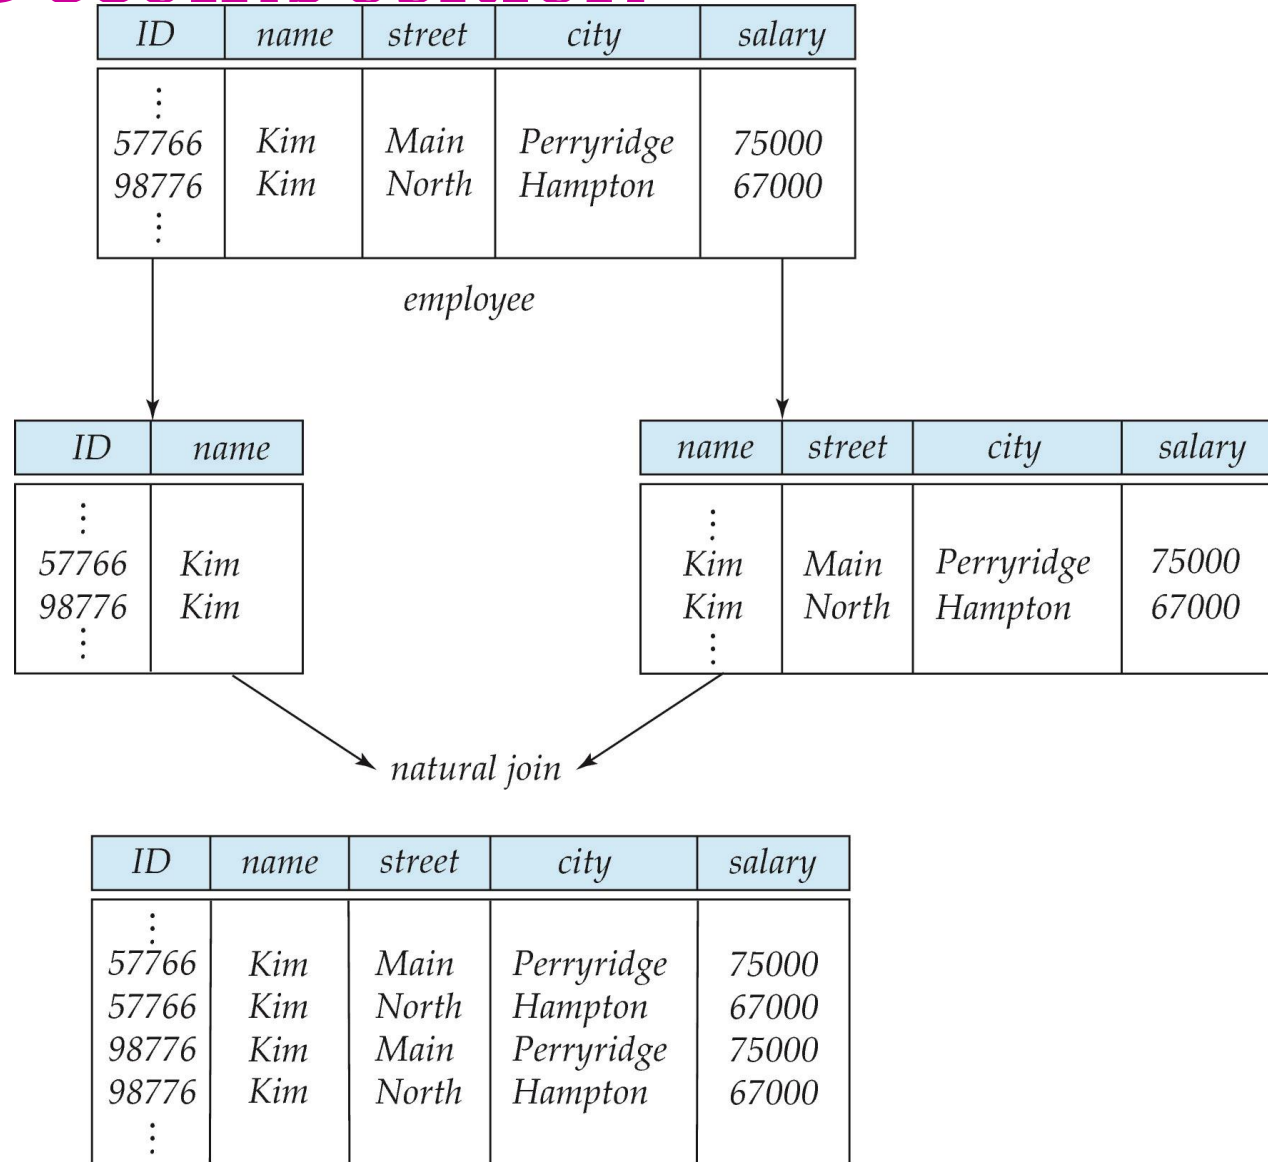 ID name street city salary
⋮
57766 Kim Main Perryridge 75000
98776 Kim North Hampton 67000
⋮
employee
ID name
⋮
57766 Kim
98776 Kim
⋮
name street city salary
⋮
Kim Main Perryridge 75000
Kim North Hampton 67000
⋮
natural join
ID name street city salary
⋮
57766 Kim Main Perryridge 75000
57766 Kim North Hampton 67000
98776 Kim Main Perryridge 75000
98776 Kim North Hampton 67000
⋮